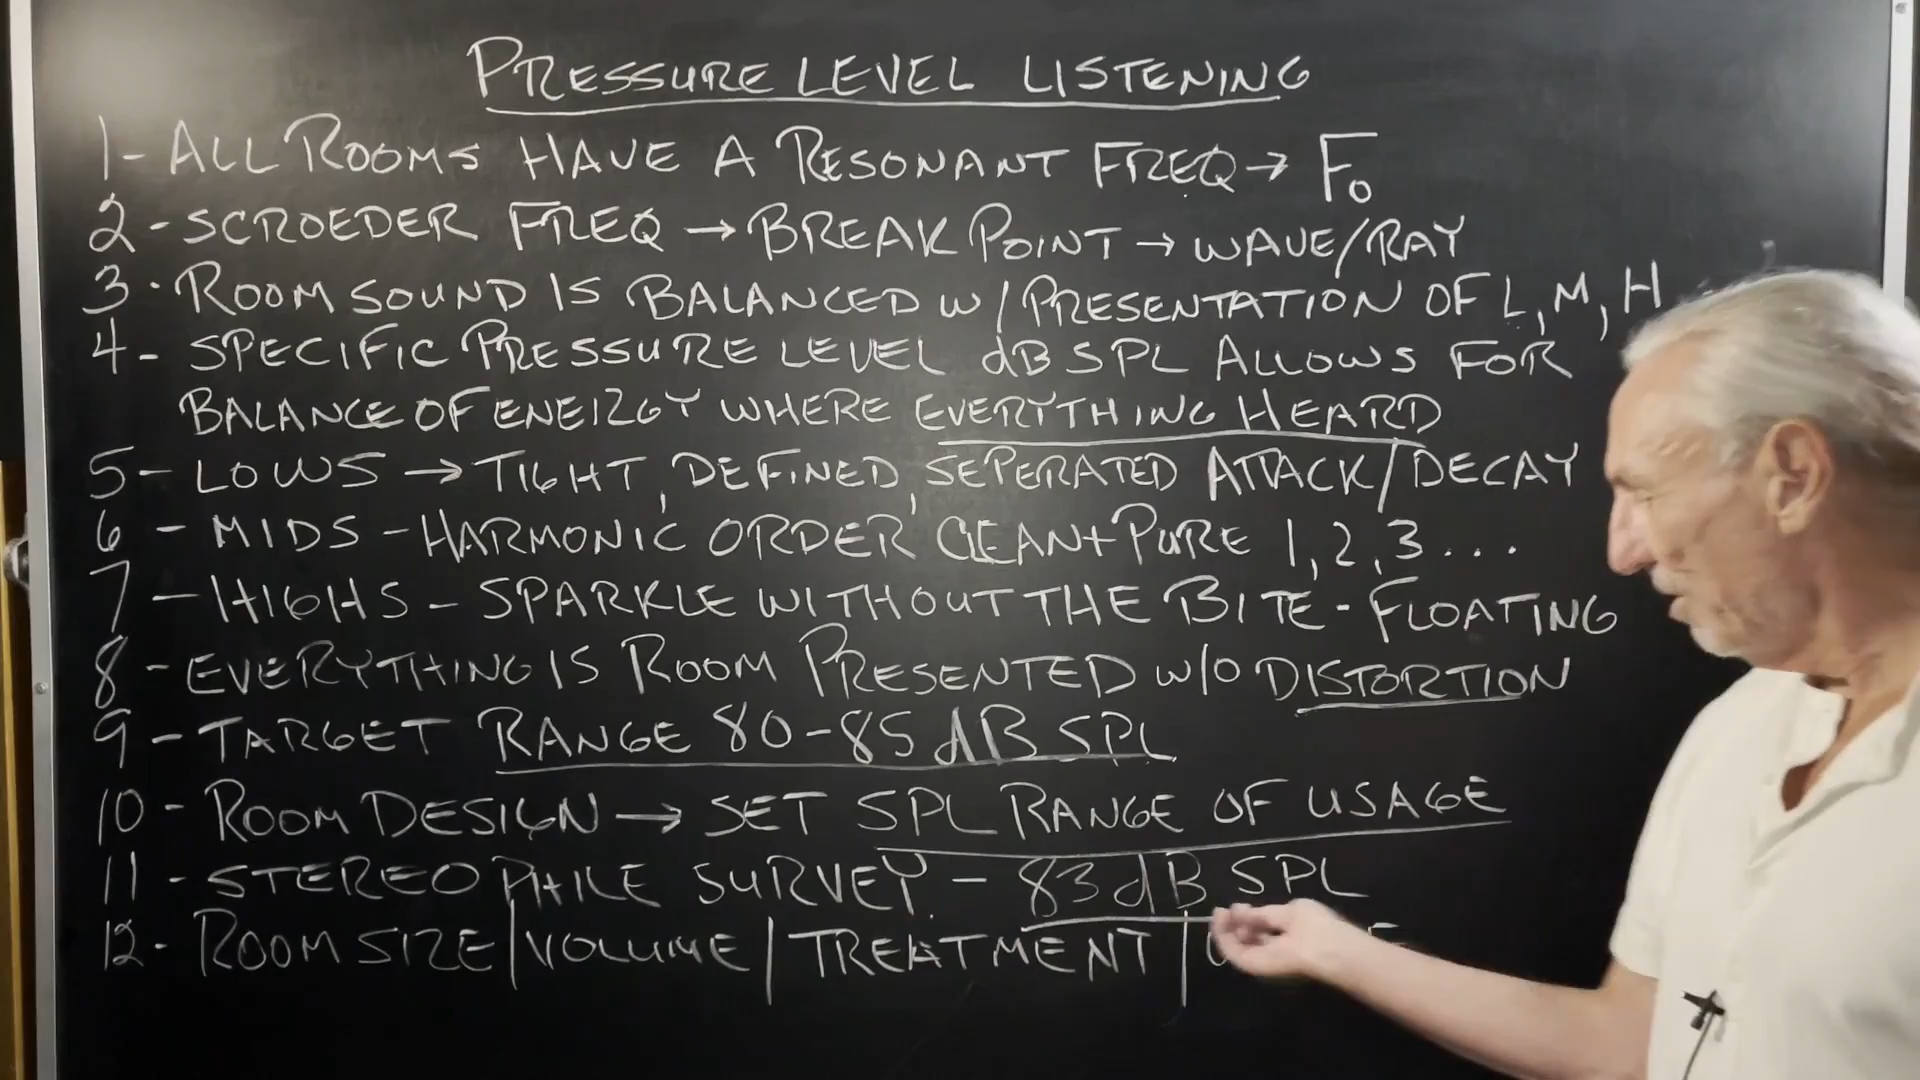 PRESSURE LEVEL LISTENING
1- ALL ROOMS HAVE A RESONANT FREQ → Fo
2 - SCROEDER FREQ → BREAK POINT → WAVE/RAY
3 · ROOM SOUND IS BALANCED w/ PRESENTATION OF L, M, H
4 - SPECIFIC PRESSURE LEVEL dB SPL ALLOWS FOR
BALANCE OF ENERGY WHERE EVERYTHING HEARD
5 - LOWS → TIGHT, DEFINED, SEPERATED ATTACK/DECAY
6 - MIDS - HARMONIC ORDER CLEAN + PURE 1, 2, 3 . . .
7 - HIGHS - SPARKLE WITHOUT THE BITE - FLOATING
8 - EVERYTHING IS ROOM PRESENTED w/o DISTORTION
9 - TARGET RANGE 80-85 dB SPL
10 - ROOM DESIGN → SET SPL RANGE OF USAGE
11 - STEREOPHILE SURVEY - 83 dB SPL
12 - ROOM SIZE | VOLUME | TREATMENT |